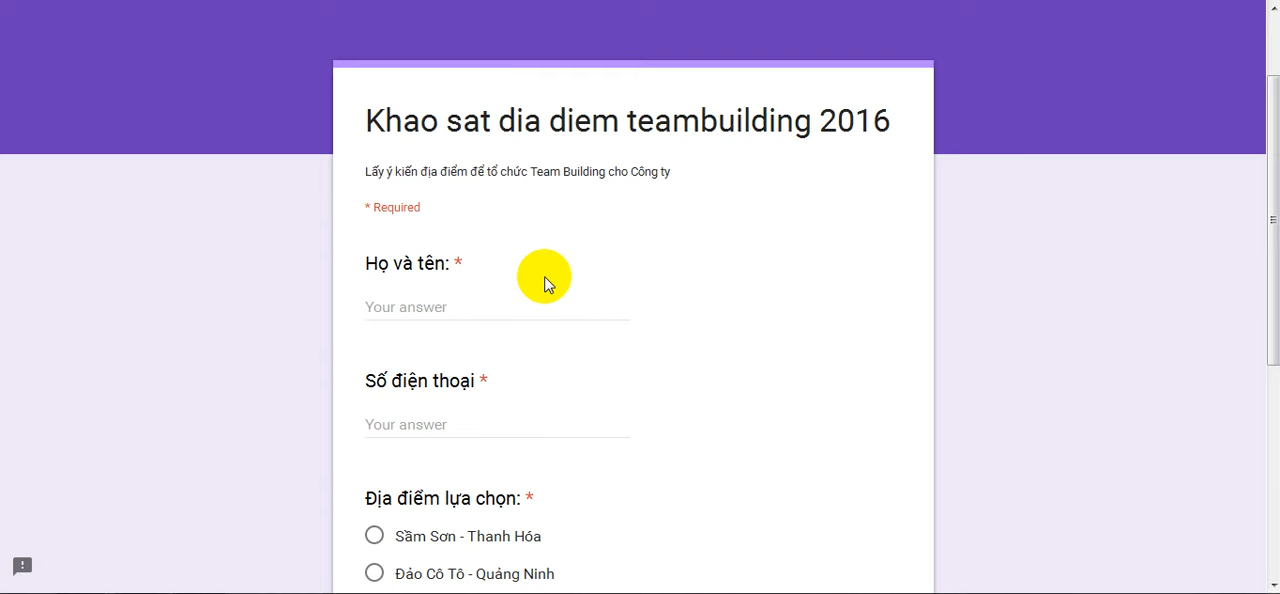 Khao sat dia diem teambuilding 2016
Lấy ý kiến địa điểm để tổ chức Team Building cho Công ty
* Required
Họ và tên: *
Your answer
Số điện thoại *
Your answer
Địa điểm lựa chọn: *
Sầm Sơn - Thanh Hóa
Đảo Cô Tô - Quảng Ninh